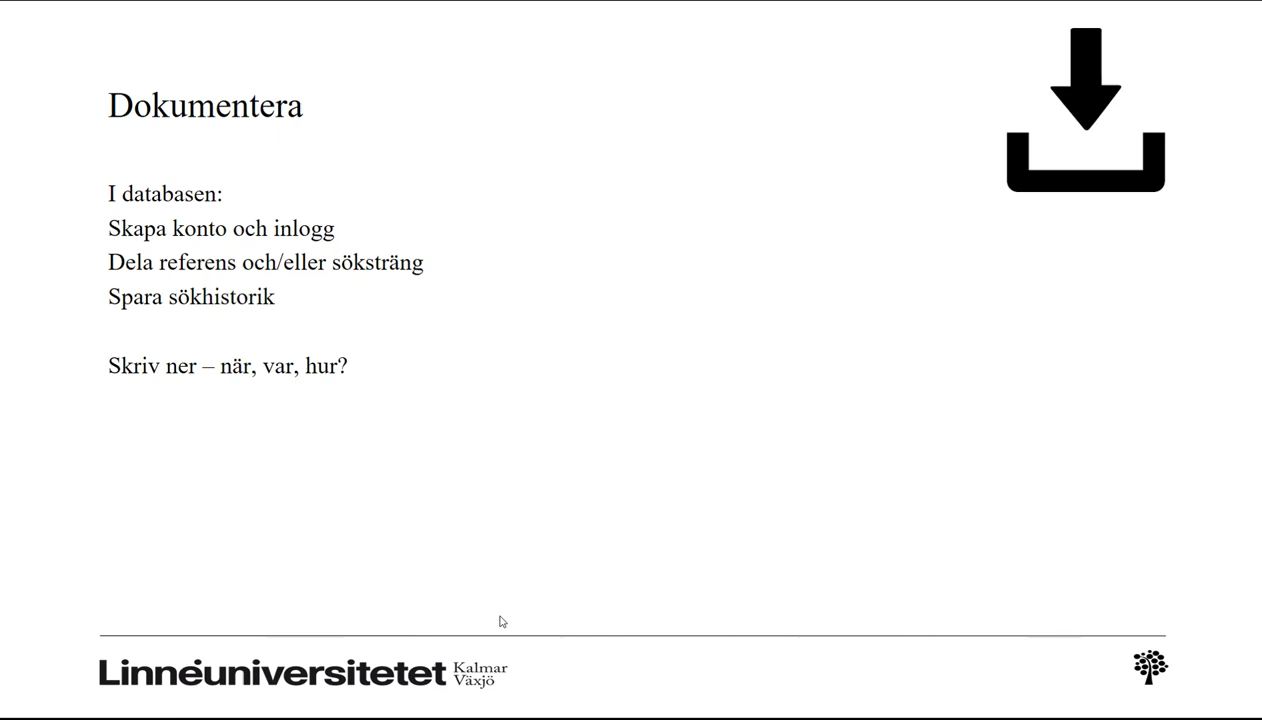 Dokumentera
I databasen:
Skapa konto och inlogg
Dela referens och/eller söksträng
Spara sökhistorik
Skriv ner – när, var, hur?
Linnéuniversitetet Kalmar
Växjö